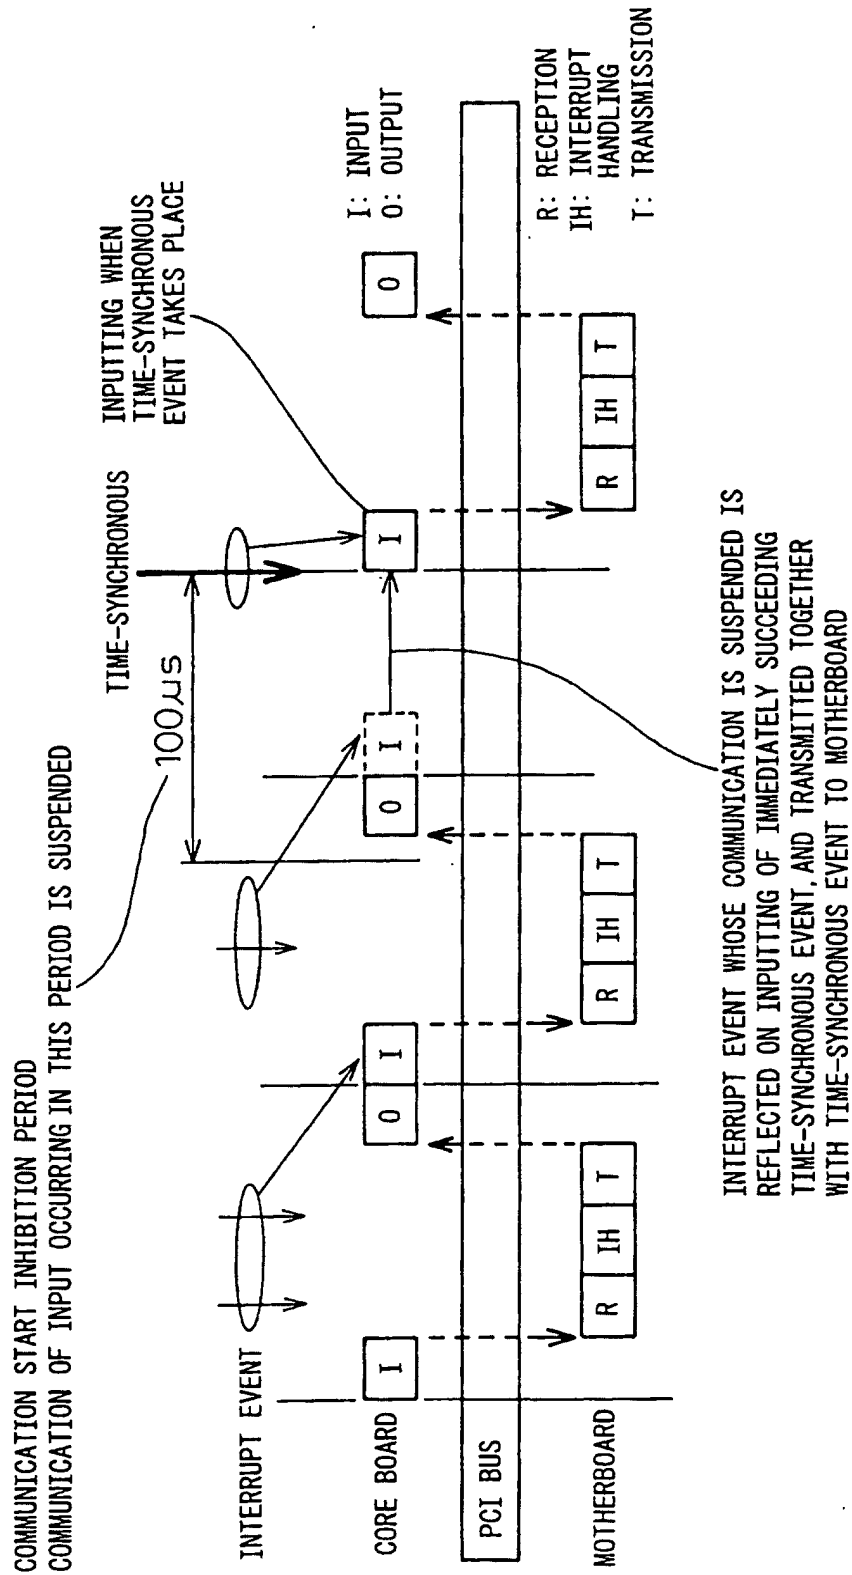 COMMUNICATION START INHIBITION PERIOD
COMMUNICATION OF INPUT OCCURRING IN THIS PERIOD IS SUSPENDED
100μs
TIME-SYNCHRONOUS
INPUTTING WHEN
TIME-SYNCHRONOUS
EVENT TAKES PLACE
INTERRUPT EVENT
CORE BOARD
I
O
I
O
I
I
O
I: INPUT
O: OUTPUT
PCI BUS
MOTHERBOARD
R
IH
T
R
IH
T
R
IH
T
R: RECEPTION
IH: INTERRUPT
HANDLING
T: TRANSMISSION
INTERRUPT EVENT WHOSE COMMUNICATION IS SUSPENDED IS
REFLECTED ON INPUTTING OF IMMEDIATELY SUCCEEDING
TIME-SYNCHRONOUS EVENT, AND TRANSMITTED TOGETHER
WITH TIME-SYNCHRONOUS EVENT TO MOTHERBOARD